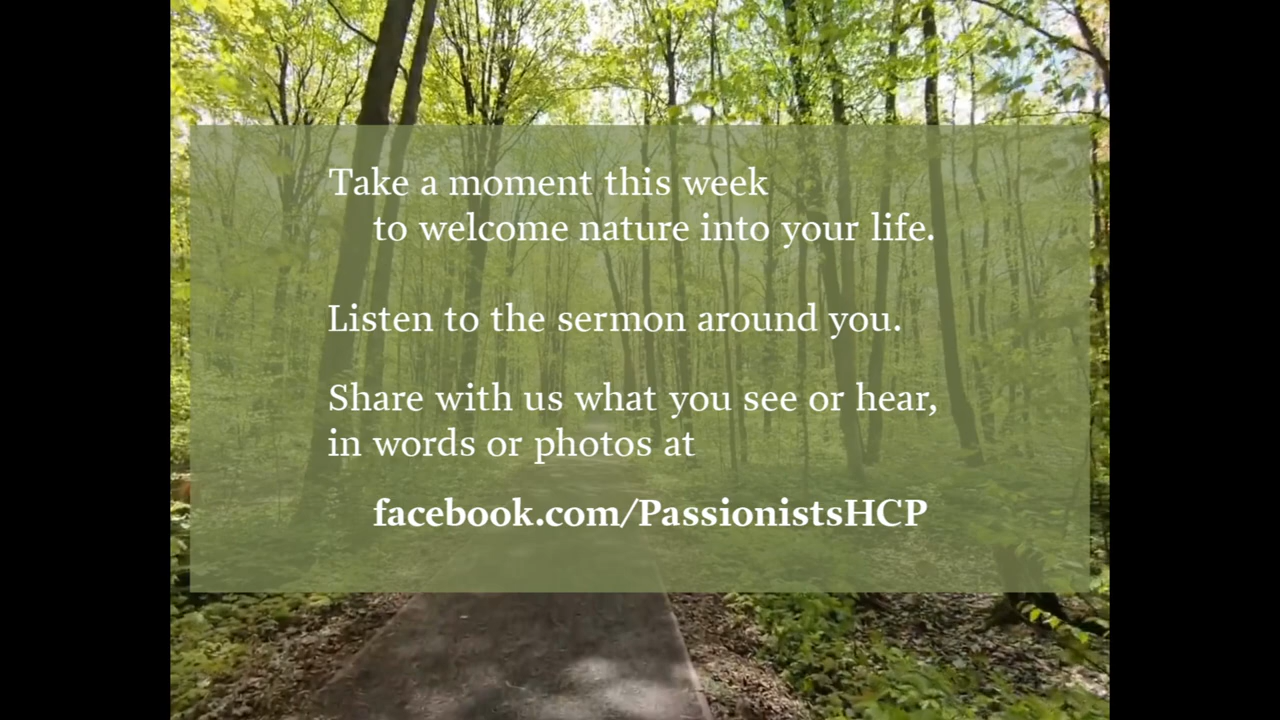 Take a moment this week
to welcome nature into your life.
Listen to the sermon around you.
Share with us what you see or hear,
in words or photos at
facebook.com/PassionistsHCP